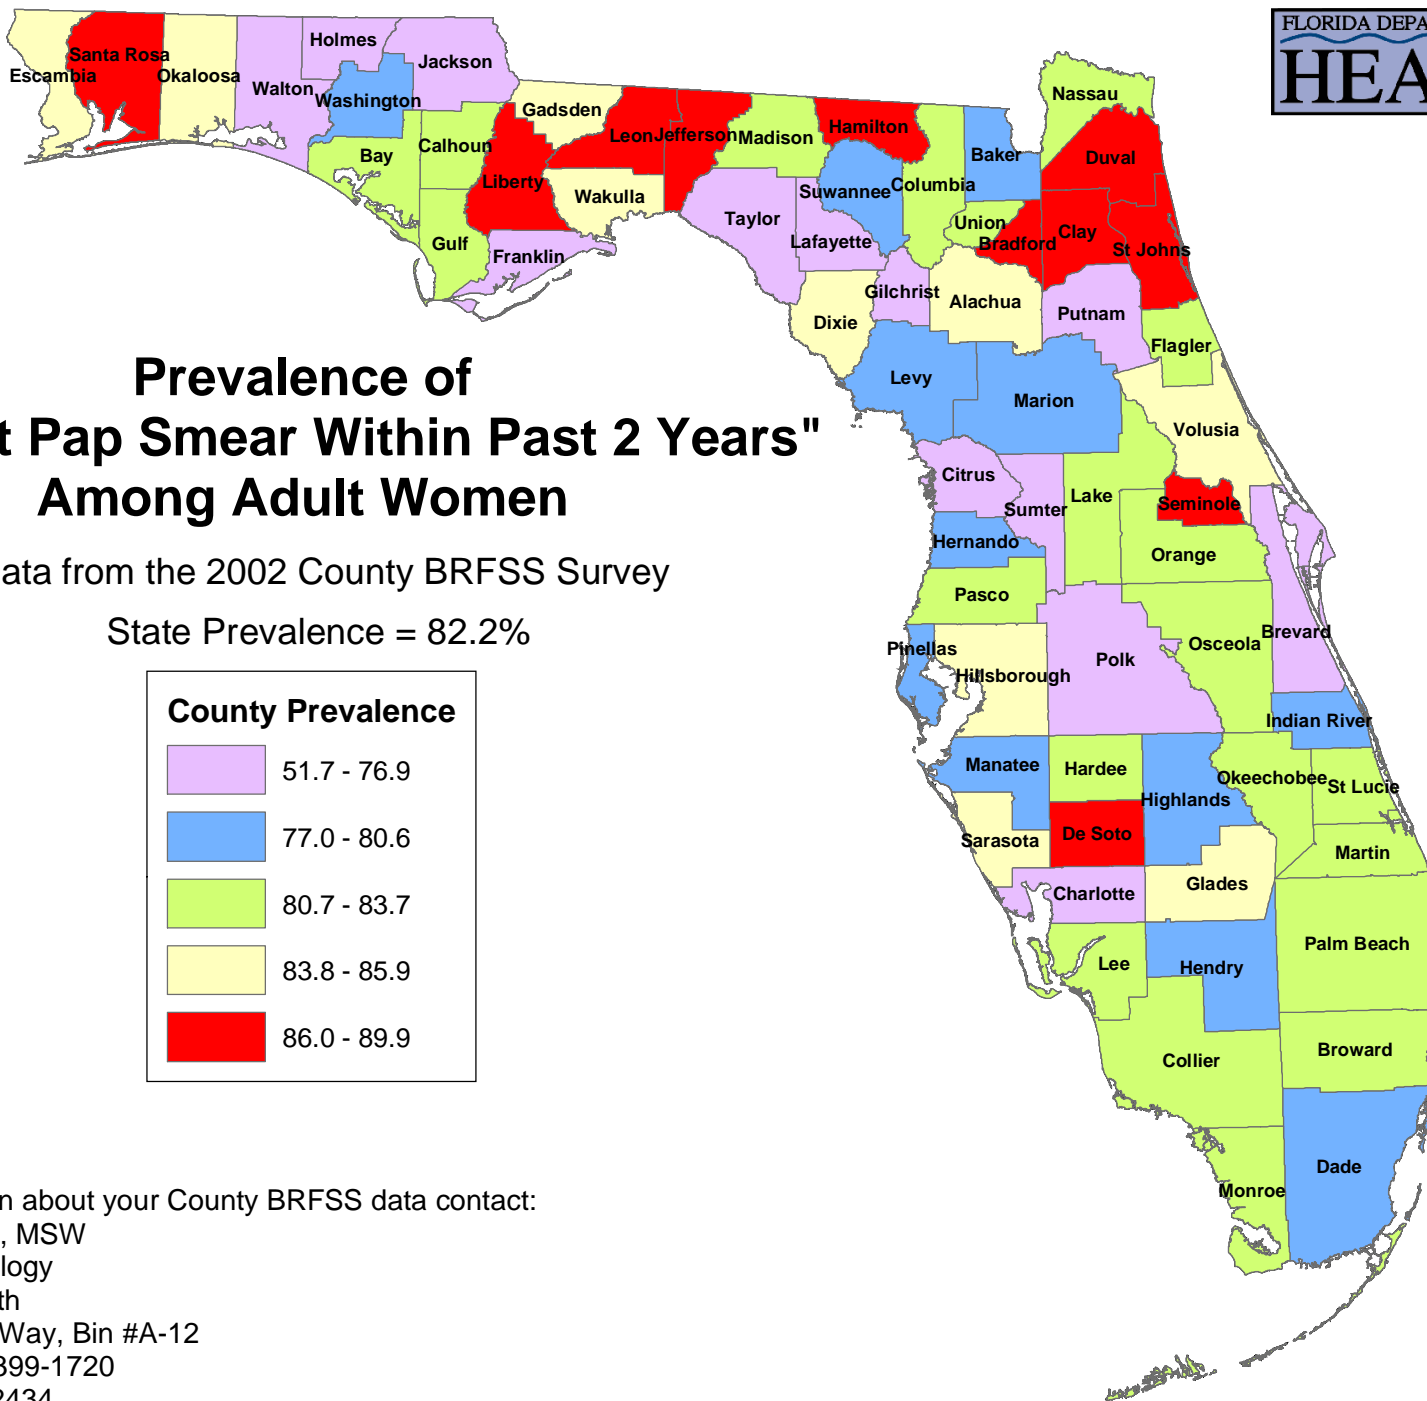 FLORIDA DEPA
HEA
Prevalence of
t Pap Smear Within Past 2 Years"
Among Adult Women
ata from the 2002 County BRFSS Survey
State Prevalence = 82.2%
County Prevalence
51.7 - 76.9
77.0 - 80.6
80.7 - 83.7
83.8 - 85.9
86.0 - 89.9
Escambia
Santa Rosa
Okaloosa
Walton
Holmes
Washington
Jackson
Bay
Calhoun
Gulf
Gadsden
Liberty
Franklin
Leon
Wakulla
Jefferson
Madison
Taylor
Hamilton
Suwannee
Lafayette
Columbia
Baker
Nassau
Duval
Union
Bradford
Clay
St Johns
Dixie
Gilchrist
Alachua
Putnam
Flagler
Levy
Marion
Volusia
Citrus
Sumter
Lake
Seminole
Hernando
Orange
Pasco
Brevard
Pinellas
Hillsborough
Polk
Osceola
Indian River
Manatee
Hardee
Highlands
Okeechobee
St Lucie
Sarasota
De Soto
Martin
Charlotte
Glades
Lee
Hendry
Palm Beach
Collier
Broward
Monroe
Dade
n about your County BRFSS data contact:
, MSW
logy
th
Way, Bin #A-12
399-1720
2434